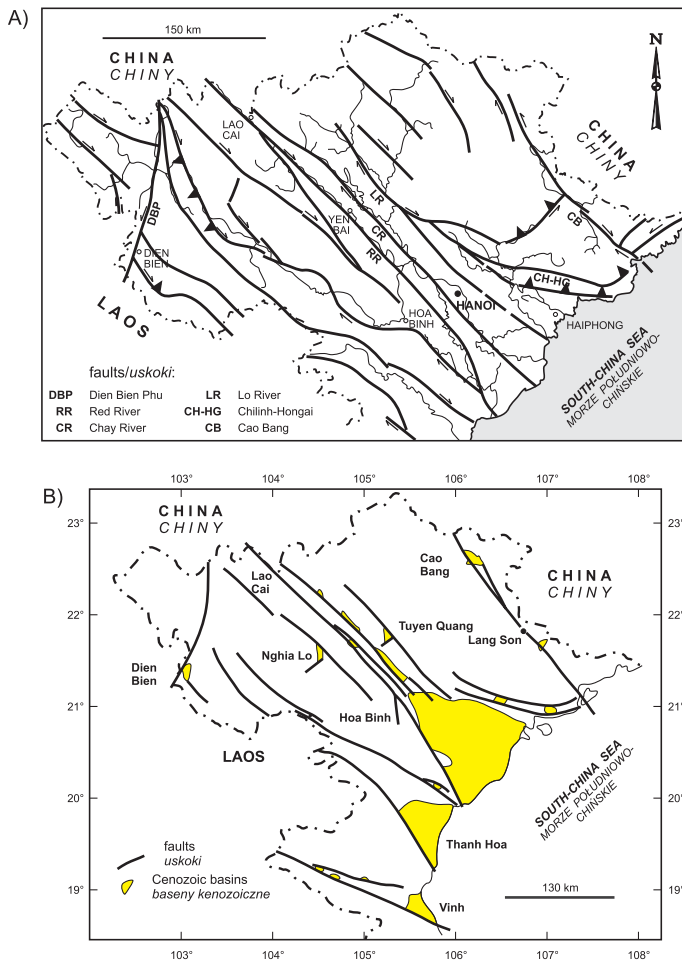 A)
150 km
CHINA
CHINY
N
LAO
CAI
CHINA
CHINY
LR
DBP
CB
YEN
BAI
CR
RR
DIEN
BIEN
CH-HG
HANOI
LAOS
HOA
BINH
HAIPHONG
SOUTH-CHINA SEA
MORZE POŁUDNIOWO-
CHIŃSKIE
faults/uskoki:
DBP Dien Bien Phu LR Lo River
RR Red River CH-HG Chilinh-Hongai
CR Chay River CB Cao Bang
B)
103° 104° 105° 106° 107° 108°
CHINA
CHINY
23° 23°
Cao
Bang
CHINA
CHINY
Lao
Cai
22° 22°
Tuyen Quang
Lang Son
Nghia Lo
Dien
Bien
21° 21°
Hoa Binh
LAOS
SOUTH-CHINA SEA
MORZE POŁUDNIOWO-
CHIŃSKIE
20° 20°
Thanh Hoa
faults
uskoki
Cenozoic basins
baseny kenozoiczne
130 km
19° 19°
Vinh
103° 104° 105° 106° 107° 108°